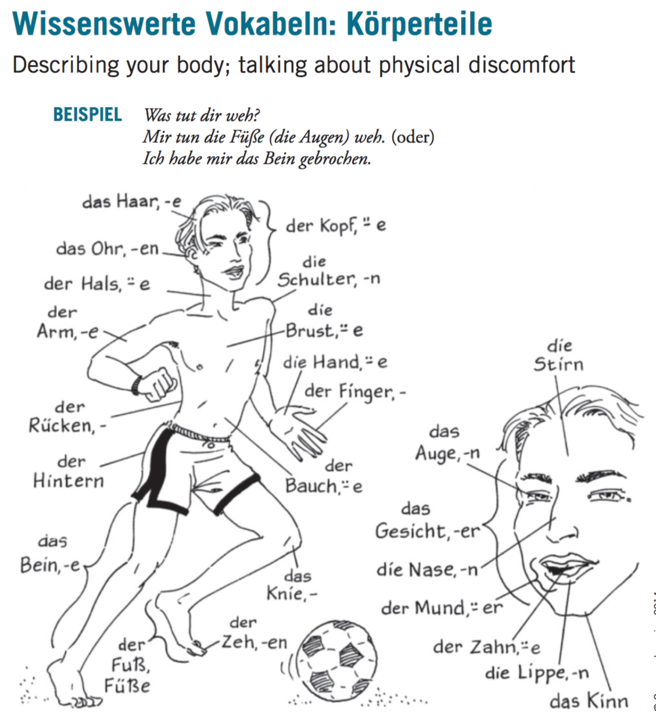 Wissenswerte Vokabeln: Körperteile
Describing your body; talking about physical discomfort
BEISPIEL Was tut dir weh?
Mir tun die Füße (die Augen) weh. (oder)
Ich habe mir das Bein gebrochen.
das Haar, -e
der Kopf, ⸚e
das Ohr, -en
die
Schulter, -n
der Hals, ⸚e
der
Arm, -e
die
Brust, ⸚e
die Hand, ⸚e
der Finger, -
der
Rücken, -
der
Hintern
der
Bauch, ⸚e
das
Bein, -e
das
Knie, -
der
Zeh, -en
der
Fuß,
Füße
die
Stirn
das
Auge, -n
das
Gesicht, -er
die Nase, -n
der Mund, ⸚er
der Zahn, ⸚e
die Lippe, -n
das Kinn